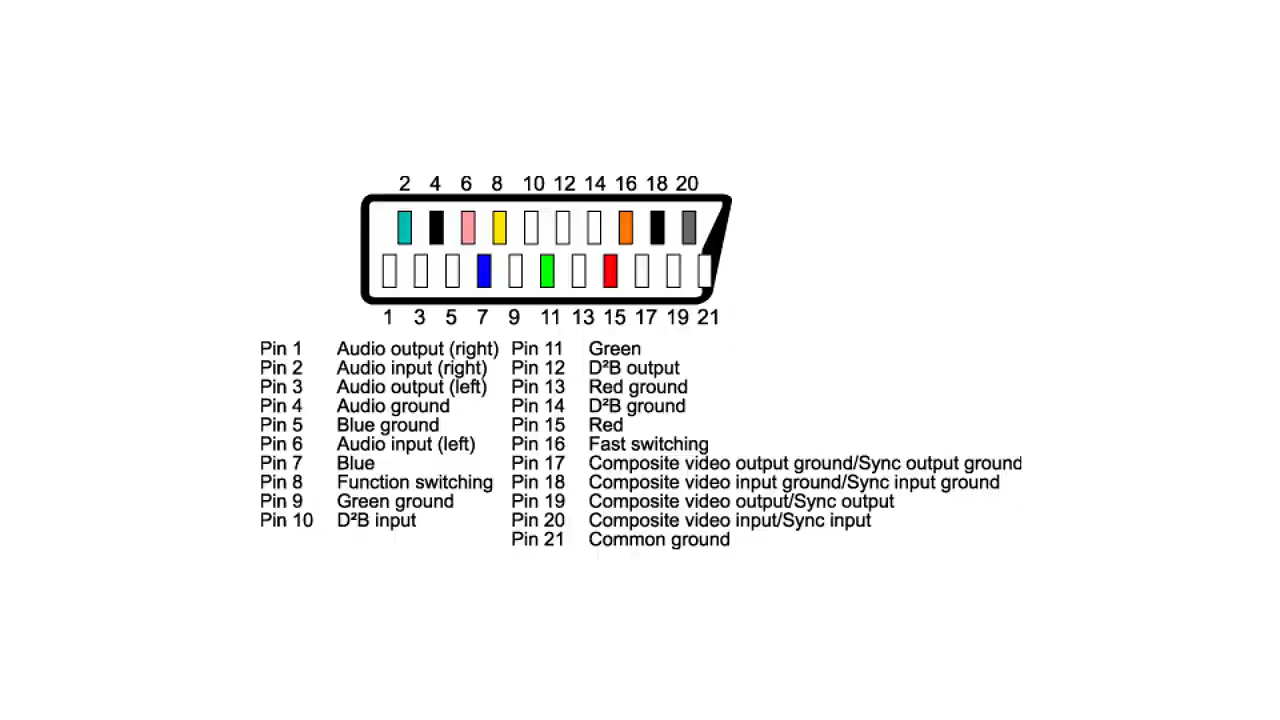 2 4 6 8 10 12 14 16 18 20
1 3 5 7 9 11 13 15 17 19 21
Pin 1 Audio output (right) Pin 11 Green
Pin 2 Audio input (right) Pin 12 D²B output
Pin 3 Audio output (left) Pin 13 Red ground
Pin 4 Audio ground Pin 14 D²B ground
Pin 5 Blue ground Pin 15 Red
Pin 6 Audio input (left) Pin 16 Fast switching
Pin 7 Blue Pin 17 Composite video output ground/Sync output ground
Pin 8 Function switching Pin 18 Composite video input ground/Sync input ground
Pin 9 Green ground Pin 19 Composite video output/Sync output
Pin 10 D²B input Pin 20 Composite video input/Sync input
Pin 21 Common ground